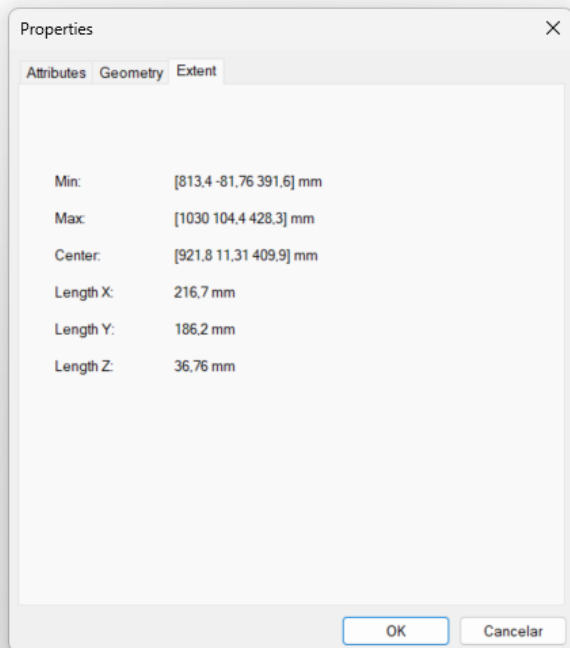 Properties
Attributes Geometry Extent
Min: [813,4 -81,76 391,6] mm
Max: [1030 104,4 428,3] mm
Center: [921,8 11,31 409,9] mm
Length X: 216,7 mm
Length Y: 186,2 mm
Length Z: 36,76 mm
OK Cancelar